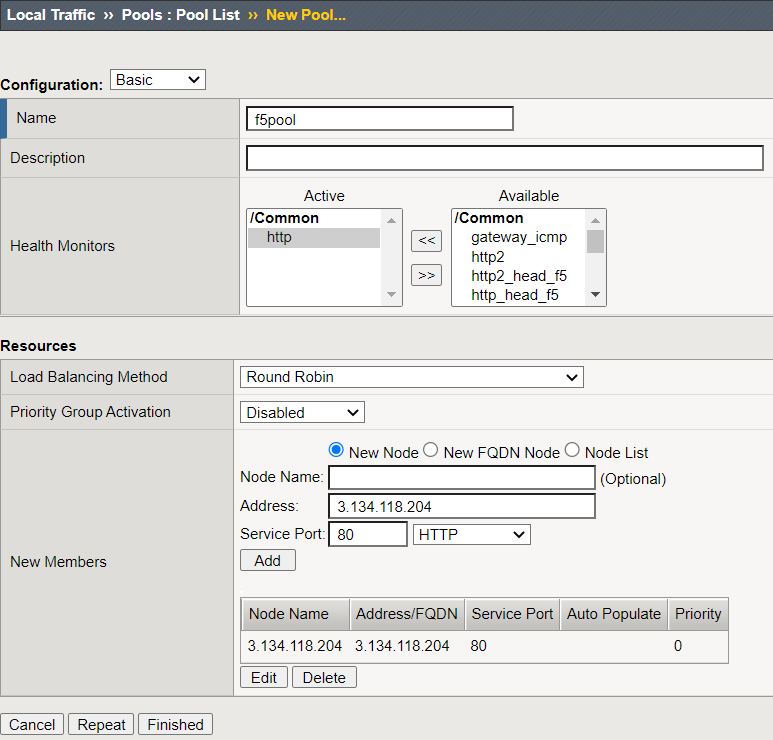 Local Traffic ›› Pools : Pool List ›› New Pool...
Configuration: Basic
Name f5pool
Description
Active Available
/Common /Common
http << gateway_icmp
http2
Health Monitors
>> http2_head_f5
http_head_f5
Resources
Load Balancing Method Round Robin
Priority Group Activation Disabled
New Node New FQDN Node Node List
Node Name: (Optional)
Address: 3.134.118.204
Service Port: 80 HTTP
New Members Add
Node Name Address/FQDN Service Port Auto Populate Priority
3.134.118.204 3.134.118.204 80 0
Edit Delete
Cancel Repeat Finished